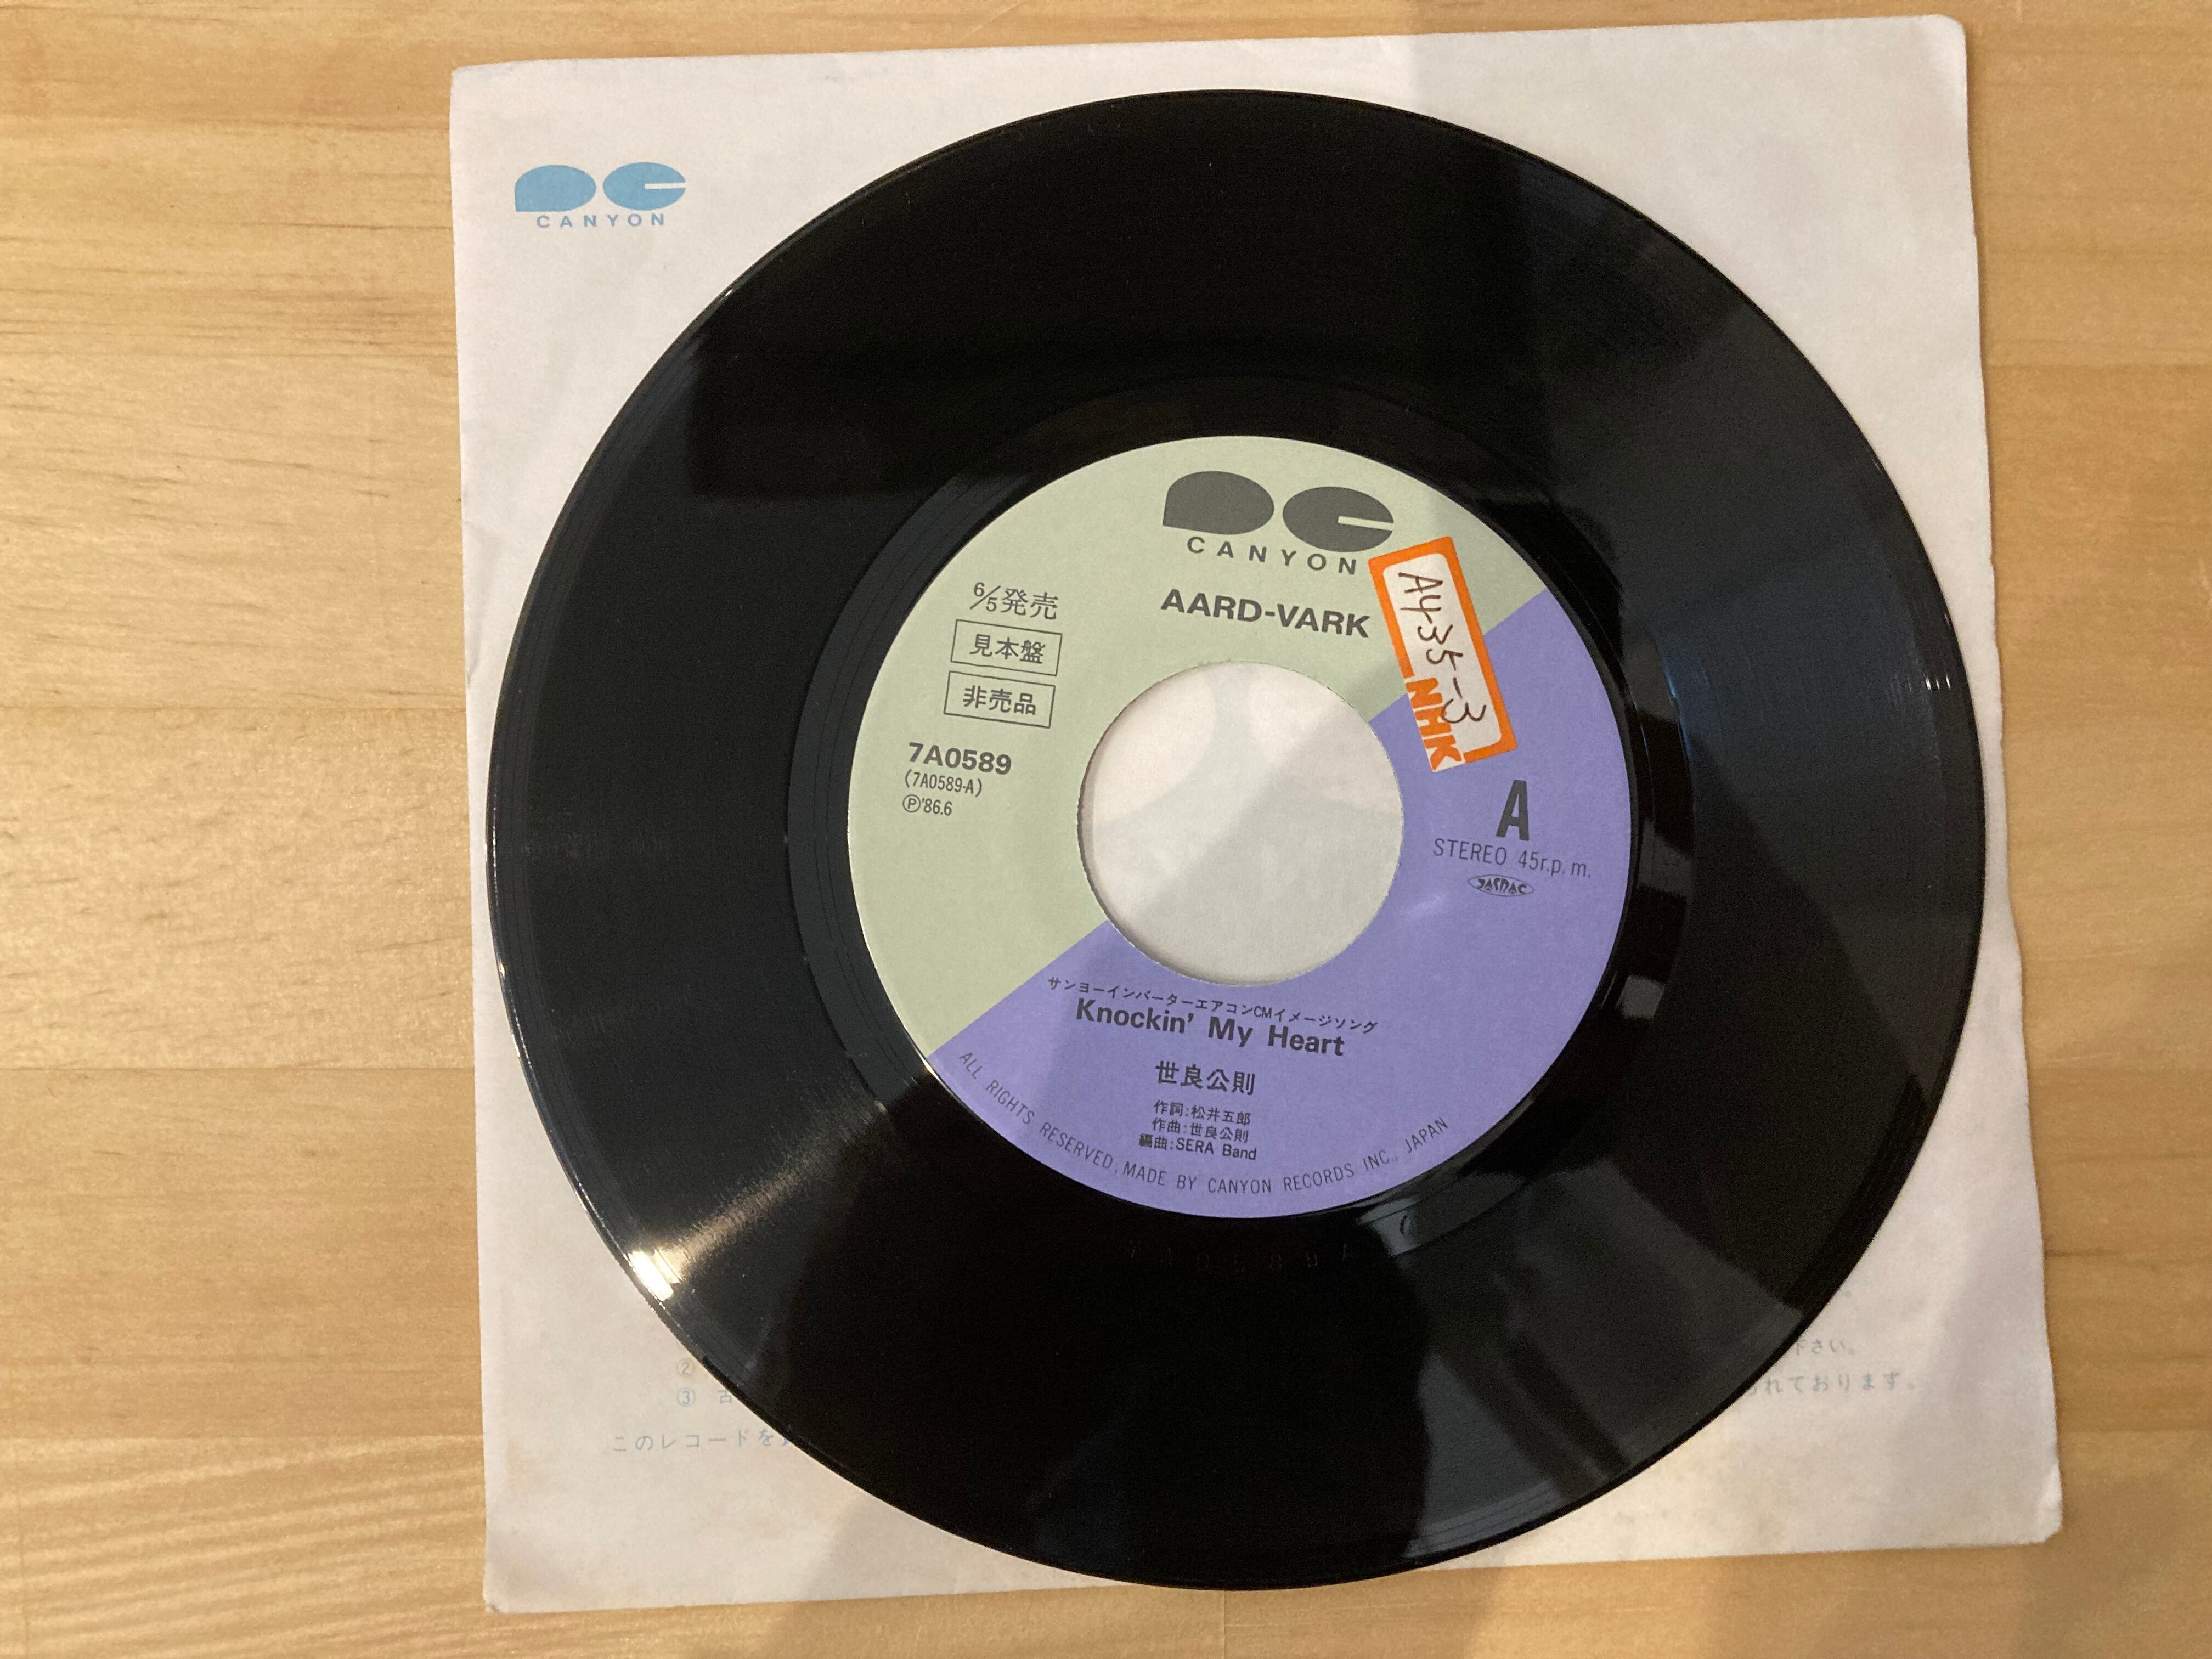 CANYON
CANYON
AARD-VARK
6/5発売
見本盤
非売品
7A0589
(7A0589-A)
Ⓟ'86.6
AY-35-3
NHK
A
STEREO 45r.p.m.
JASRAC
サンヨーインバーターエアコンCMイメージソング
Knockin' My Heart
世良公則
作詞:松井五郎
作曲:世良公則
編曲:SERA Band
ALL RIGHTS RESERVED, MADE BY CANYON RECORDS INC., JAPAN
下さい。
②
③ 古
れております。
このレコードを